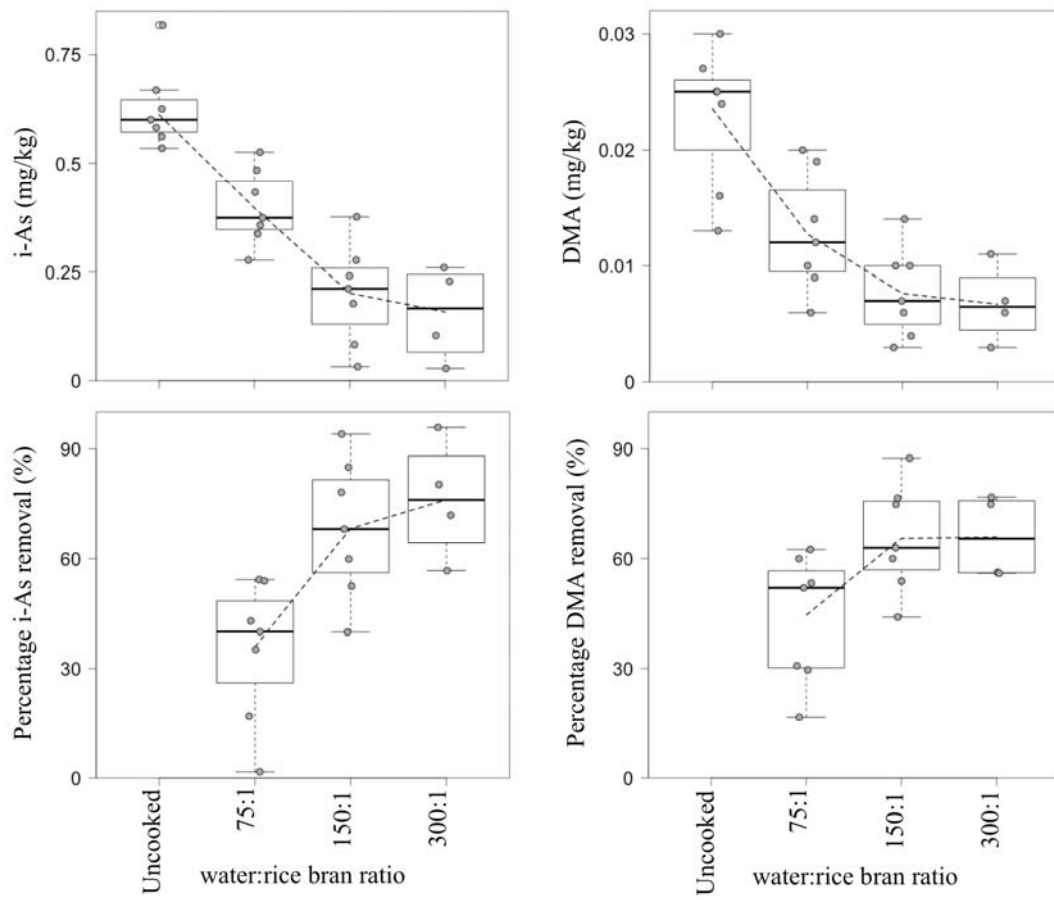 i-As (mg/kg)
0.75
0.5
0.25
0
DMA (mg/kg)
0.03
0.02
0.01
0
Percentage i-As removal (%)
90
60
30
0
Uncooked
75:1
150:1
300:1
water:rice bran ratio
Percentage DMA removal (%)
90
60
30
0
Uncooked
75:1
150:1
300:1
water:rice bran ratio